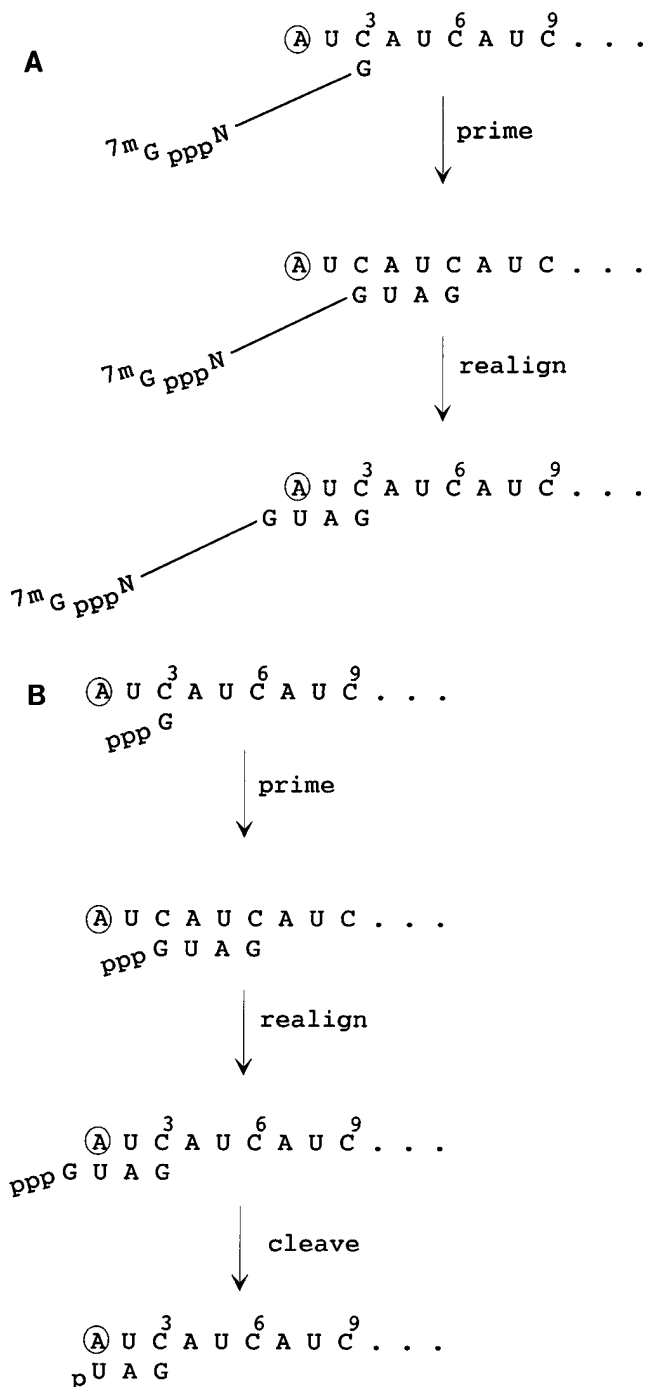 A
3 6 9
A U C A U C A U C . . .
G
7m G ppp N
prime
A U C A U C A U C . . .
G U A G
7m G ppp N
realign
3 6 9
A U C A U C A U C . . .
G U A G
7m G ppp N
B
3 6 9
A U C A U C A U C . . .
ppp G
prime
A U C A U C A U C . . .
ppp G U A G
realign
3 6 9
A U C A U C A U C . . .
ppp G U A G
cleave
3 6 9
A U C A U C A U C . . .
p U A G